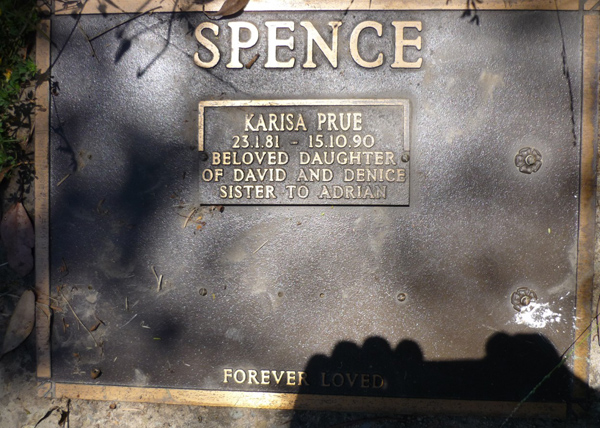 SPENCE
KARISA PRUE
23.1.81 - 15.10.90
BELOVED DAUGHTER
OF DAVID AND DENICE
SISTER TO ADRIAN
FOREVER LOVED